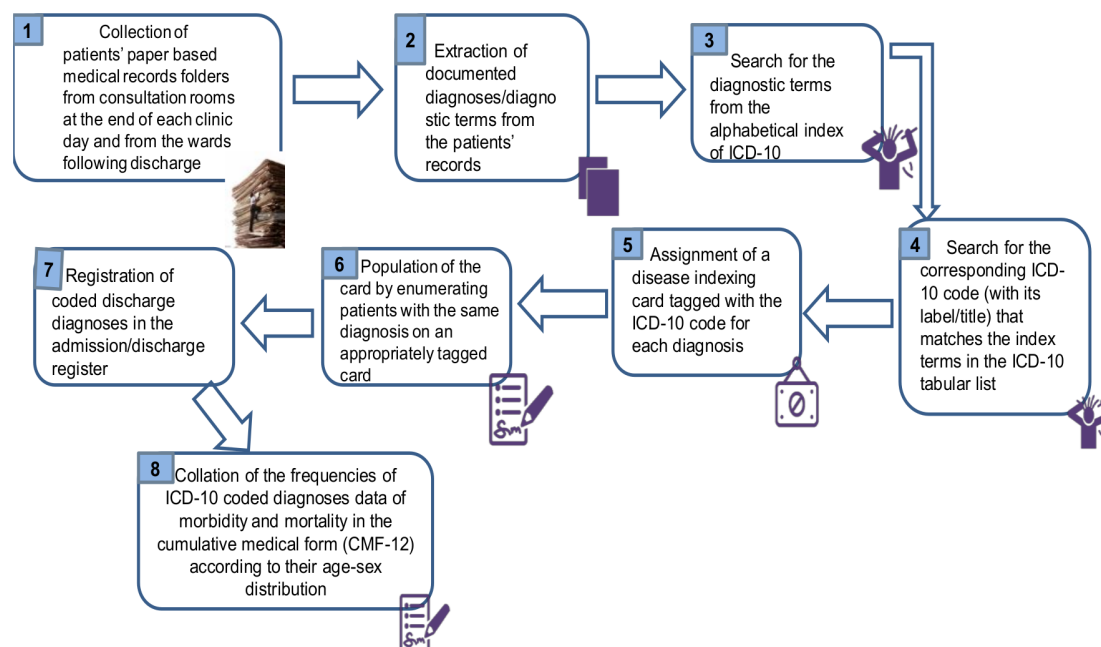 1
Collection of
patients' paper based
medical records folders
from consultation rooms
at the end of each clinic
day and from the wards
following discharge
2
Extraction of
documented
diagnoses/diagno
stic terms from
the patients'
records
3
Search for the
diagnostic terms
from the
alphabetical index
of ICD-10
4
Search for the
corresponding ICD-
10 code (with its
label/title) that
matches the index
terms in the ICD-10
tabular list
5
Assignment of a
disease indexing
card tagged with the
ICD-10 code for
each diagnosis
6
Population of the
card by enumerating
patients with the same
diagnosis on an
appropriately tagged
card
7
Registration of
coded discharge
diagnoses in the
admission/discharge
register
8
Collation of the frequencies of
ICD-10 coded diagnoses data of
morbidity and mortality in the
cumulative medical form (CMF-12)
according to their age-sex
distribution